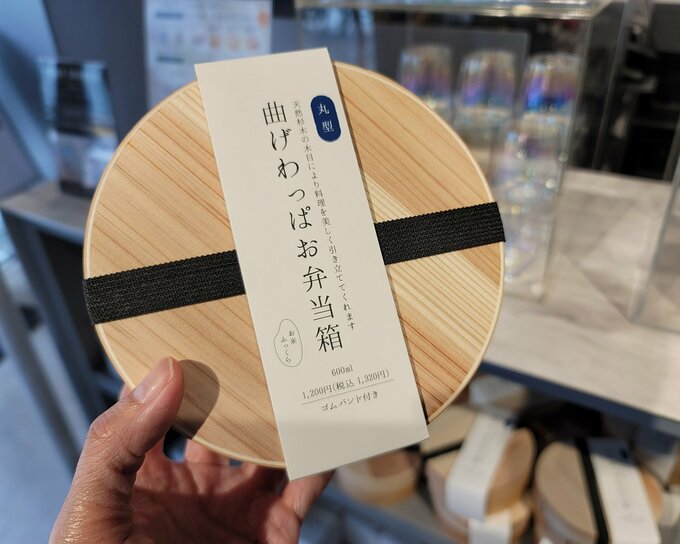 丸型
天然杉木の木目により料理を美しく引き立ててくれます
曲げわっぱお弁当箱
お米
ふっくら
600ml
1,200円(税込 1,320円)
ゴムバンド付き